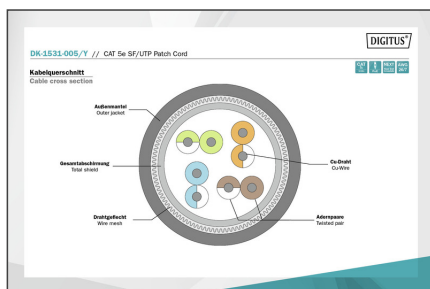 DIGITUS®
DK-1531-005/Y // CAT 5e SF/UTP Patch Cord
Kabelquerschnitt
Cable cross section
Außenmantel
Outer jacket
Gesamtabschirmung
Total shield
Cu-Draht
Cu-Wire
Drahtgeflecht
Wire mesh
Adernpaare
Twisted pair